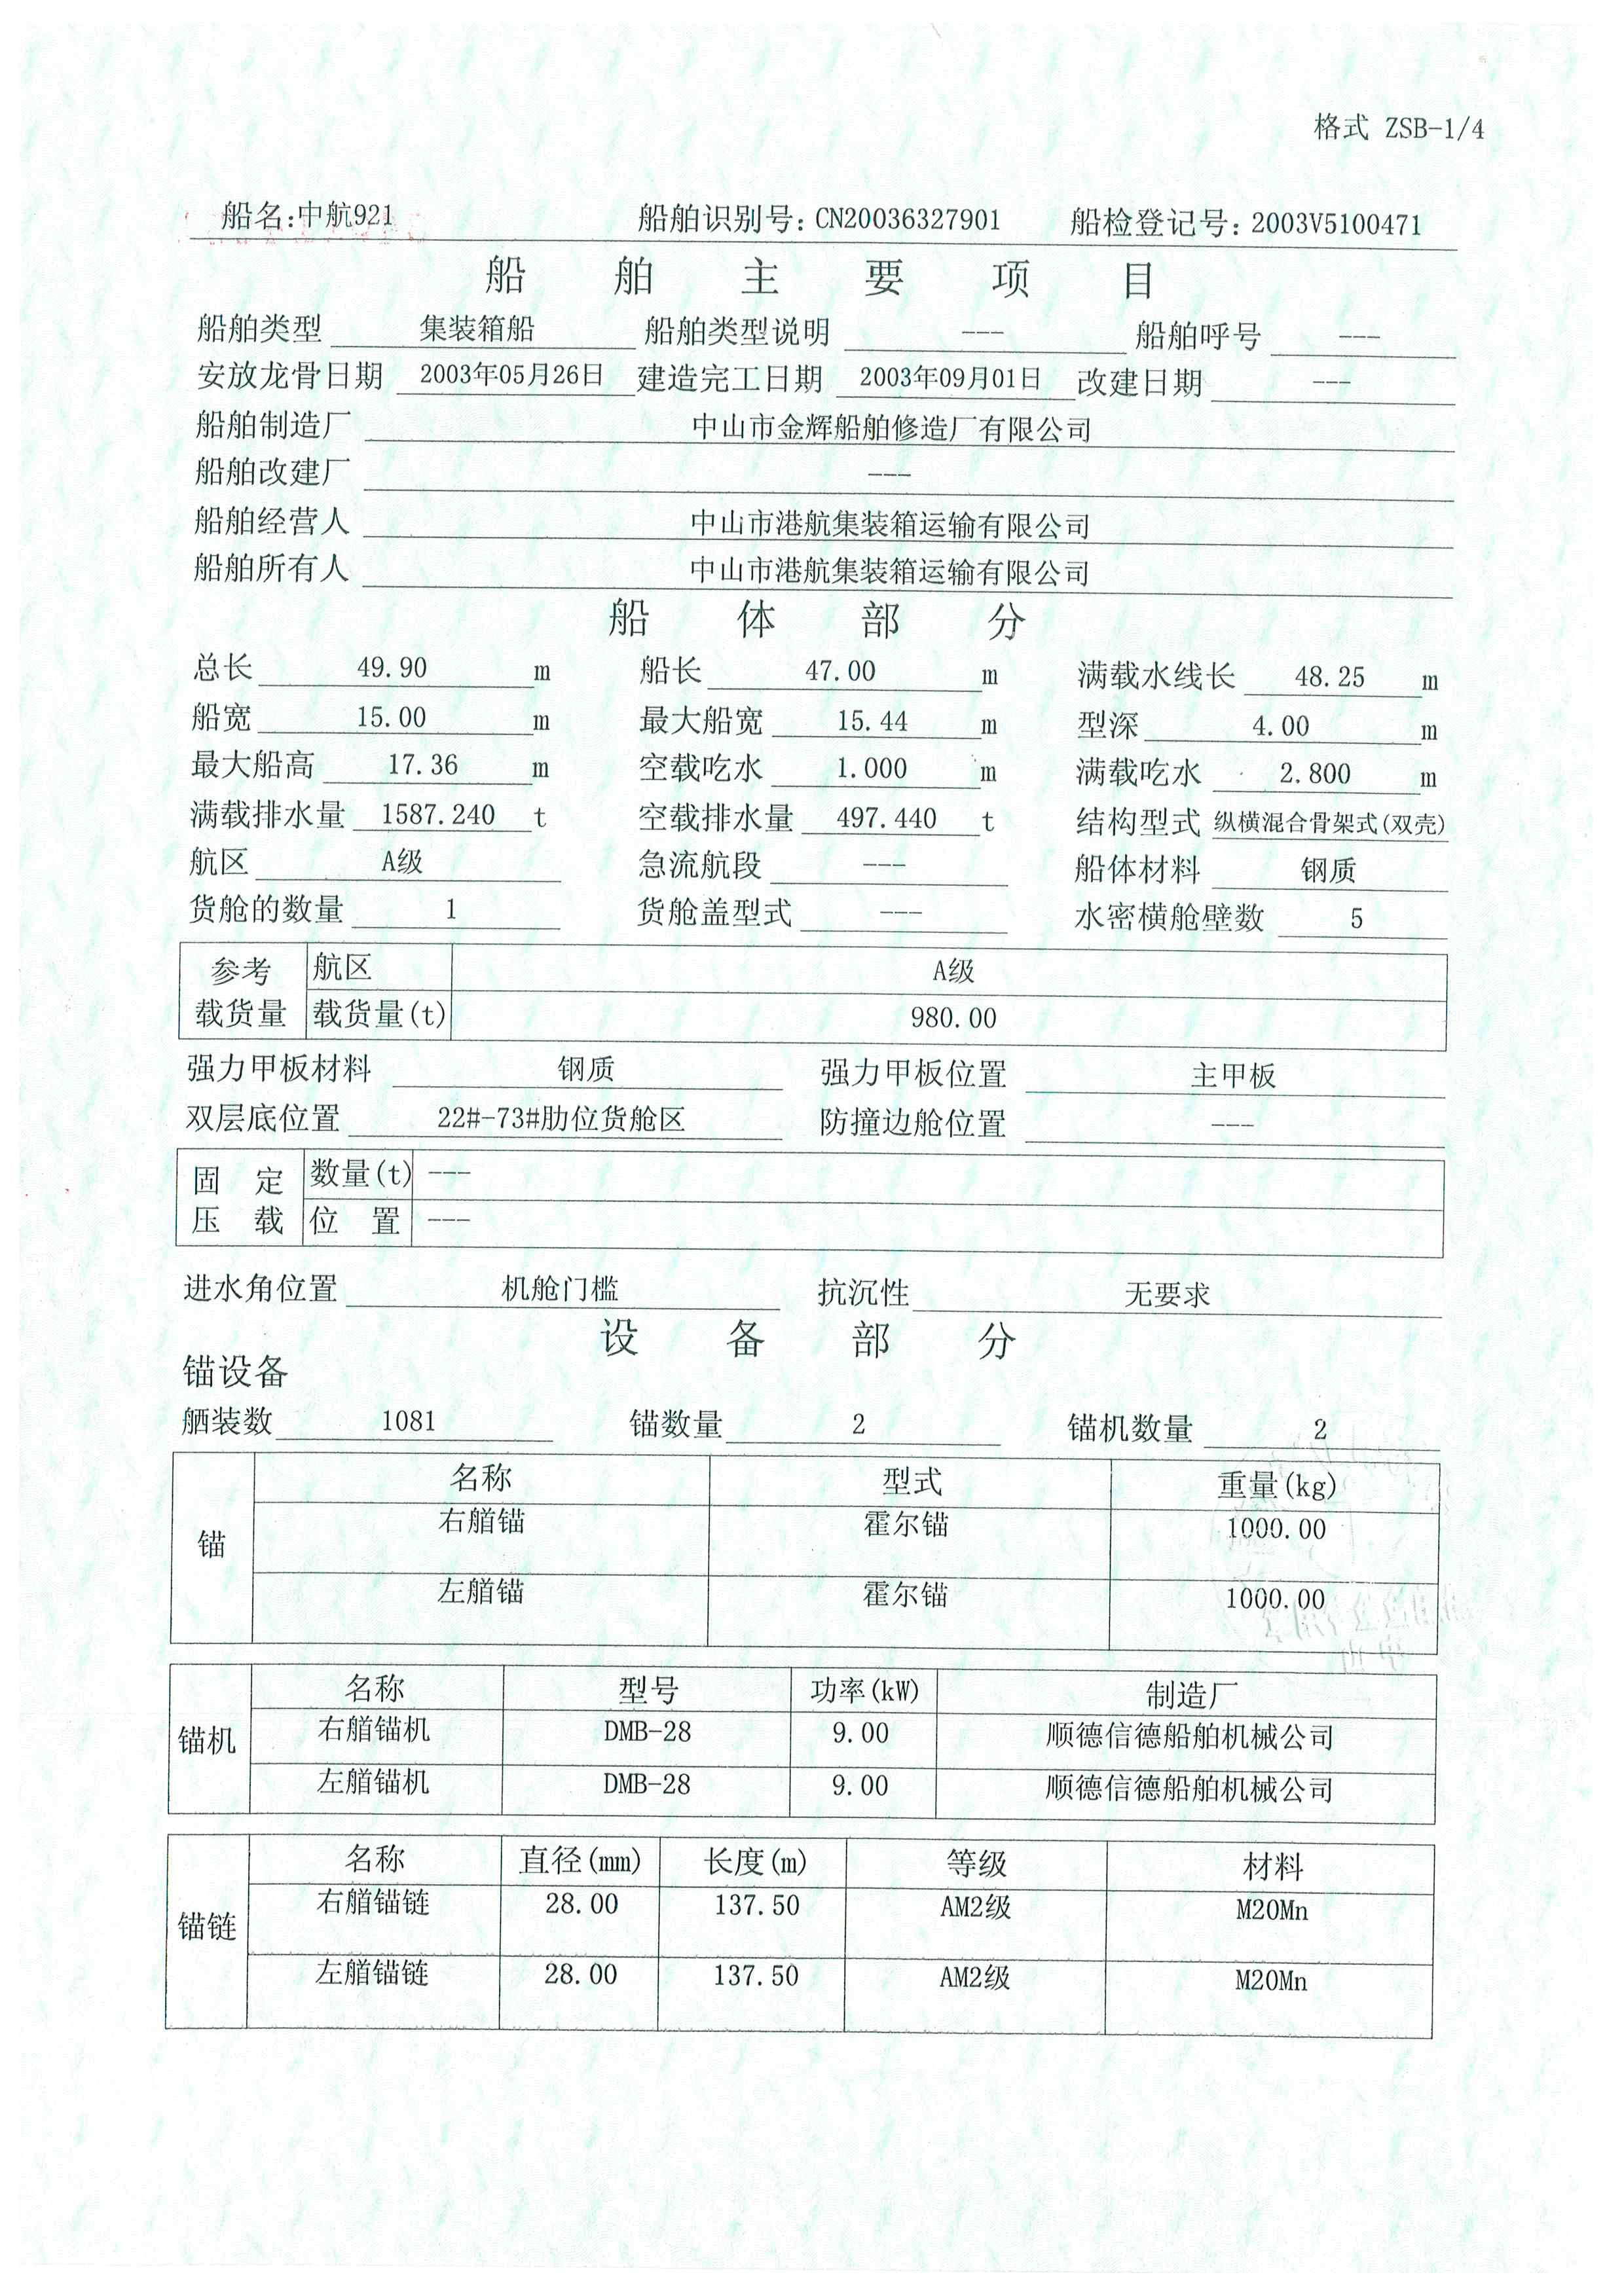 格式 ZSB-1/4
船名:中航921 船舶识别号:CN20036327901 船检登记号:2003V5100471
船舶主要项目
船舶类型 集装箱船 船舶类型说明 --- 船舶呼号 ---
安放龙骨日期 2003年05月26日 建造完工日期 2003年09月01日 改建日期 ---
船舶制造厂 中山市金辉船舶修造厂有限公司
船舶改建厂 ---
船舶经营人 中山市港航集装箱运输有限公司
船舶所有人 中山市港航集装箱运输有限公司
船体部分
总长 49.90 m 船长 47.00 m 满载水线长 48.25 m
船宽 15.00 m 最大船宽 15.44 m 型深 4.00 m
最大船高 17.36 m 空载吃水 1.000 m 满载吃水 2.800 m
满载排水量 1587.240 t 空载排水量 497.440 t 结构型式 纵横混合骨架式(双壳)
航区 A级 急流航段 --- 船体材料 钢质
货舱的数量 1 货舱盖型式 --- 水密横舱壁数 5
参考 航区 A级
载货量 载货量(t) 980.00
强力甲板材料 钢质 强力甲板位置 主甲板
双层底位置 22#-73#肋位货舱区 防撞边舱位置 ---
固定 数量(t) ---
压载 位置 ---
进水角位置 机舱门槛 抗沉性 无要求
设备部分
锚设备
舾装数 1081 锚数量 2 锚机数量 2
名称 型式 重量(kg)
锚 右艏锚 霍尔锚 1000.00
左艏锚 霍尔锚 1000.00
名称 型号 功率(kW) 制造厂
锚机 右艏锚机 DMB-28 9.00 顺德信德船舶机械公司
左艏锚机 DMB-28 9.00 顺德信德船舶机械公司
名称 直径(mm) 长度(m) 等级 材料
锚链 右艏锚链 28.00 137.50 AM2级 M20Mn
左艏锚链 28.00 137.50 AM2级 M20Mn